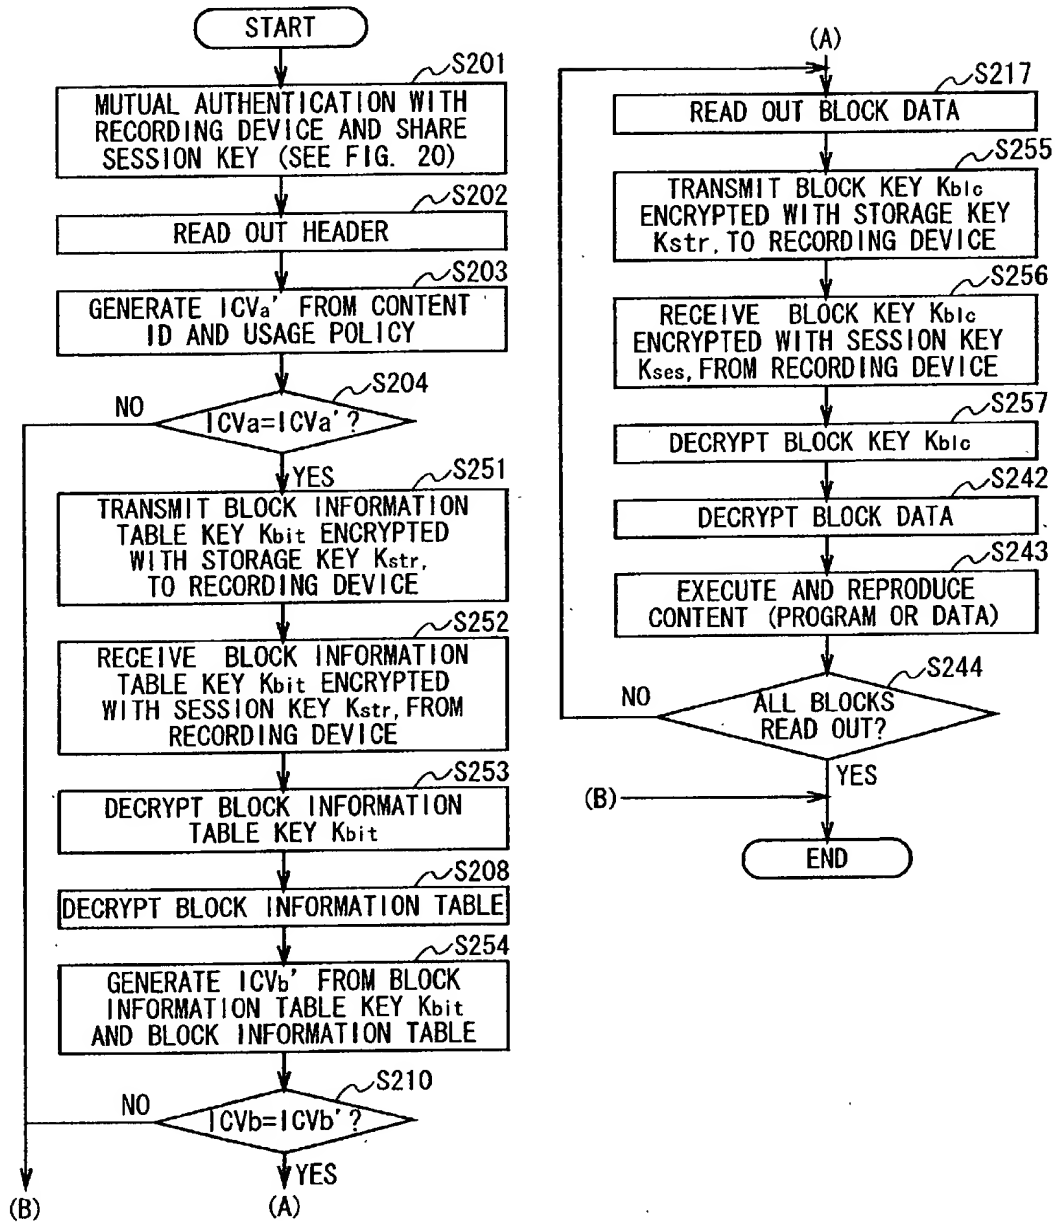 START
S201
MUTUAL AUTHENTICATION WITH
RECORDING DEVICE AND SHARE
SESSION KEY (SEE FIG. 20)
S202
READ OUT HEADER
S203
GENERATE ICVa' FROM CONTENT
ID AND USAGE POLICY
S204
ICVa=ICVa'?
NO
YES
S251
TRANSMIT BLOCK INFORMATION
TABLE KEY Kbit ENCRYPTED
WITH STORAGE KEY Kstr,
TO RECORDING DEVICE
S252
RECEIVE BLOCK INFORMATION
TABLE KEY Kbit ENCRYPTED
WITH SESSION KEY Kstr, FROM
RECORDING DEVICE
S253
DECRYPT BLOCK INFORMATION
TABLE KEY Kbit
S208
DECRYPT BLOCK INFORMATION TABLE
S254
GENERATE ICVb' FROM BLOCK
INFORMATION TABLE KEY Kbit
AND BLOCK INFORMATION TABLE
S210
ICVb=ICVb'?
NO
YES
(B)
(A)
(A)
S217
READ OUT BLOCK DATA
S255
TRANSMIT BLOCK KEY Kblc
ENCRYPTED WITH STORAGE KEY
Kstr, TO RECORDING DEVICE
S256
RECEIVE BLOCK KEY Kblc
ENCRYPTED WITH SESSION KEY
Kses, FROM RECORDING DEVICE
S257
DECRYPT BLOCK KEY Kblc
S242
DECRYPT BLOCK DATA
S243
EXECUTE AND REPRODUCE
CONTENT (PROGRAM OR DATA)
S244
ALL BLOCKS
READ OUT?
NO
YES
(B)
END